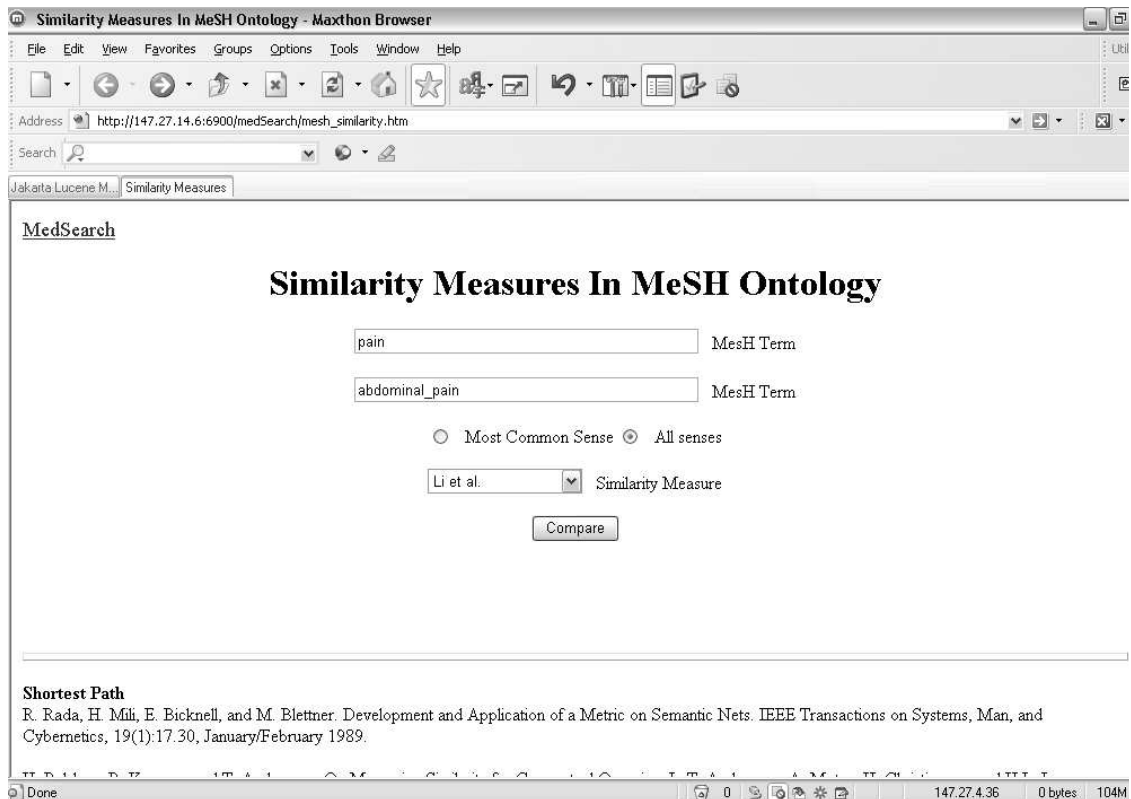 Similarity Measures In MeSH Ontology - Maxthon Browser
File Edit View Favorites Groups Options Tools Window Help
Address http://147.27.14.6:6900/medSearch/mesh_similarity.htm
Search
Jakarta Lucene M... Similarity Measures
MedSearch
Similarity Measures In MeSH Ontology
pain MesH Term
abdominal_pain MesH Term
Most Common Sense All senses
Li et al. Similarity Measure
Compare
Shortest Path
R. Rada, H. Mili, E. Bicknell, and M. Blettner. Development and Application of a Metric on Semantic Nets. IEEE Transactions on Systems, Man, and
Cybernetics, 19(1):17.30, January/February 1989.
Done 0 147.27.4.36 0 bytes 104M